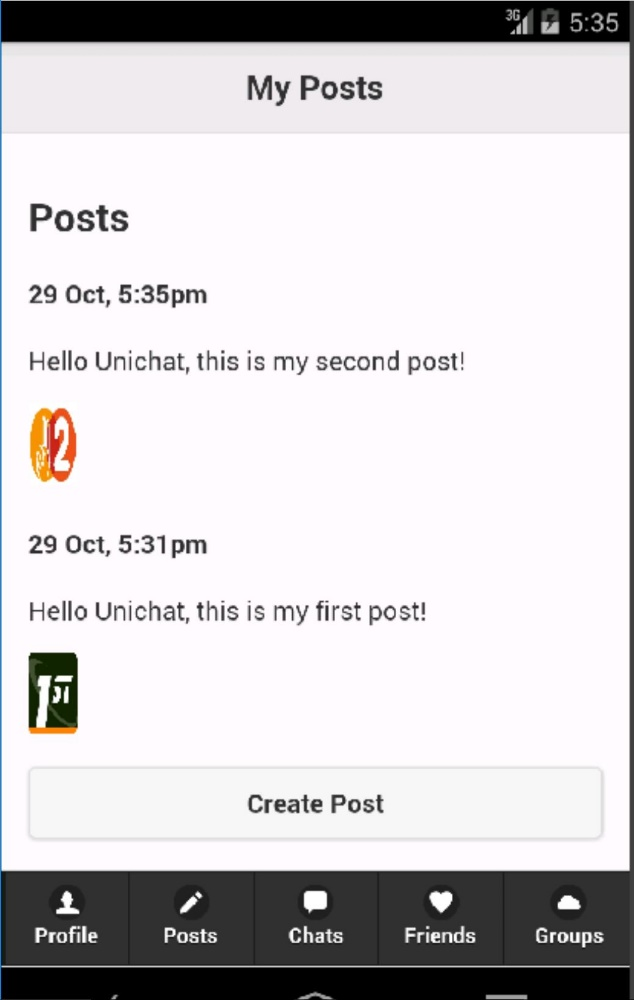 3G 5:35
My Posts
Posts
29 Oct, 5:35pm
Hello Unichat, this is my second post!
2
29 Oct, 5:31pm
Hello Unichat, this is my first post!
1ST
Create Post
Profile Posts Chats Friends Groups